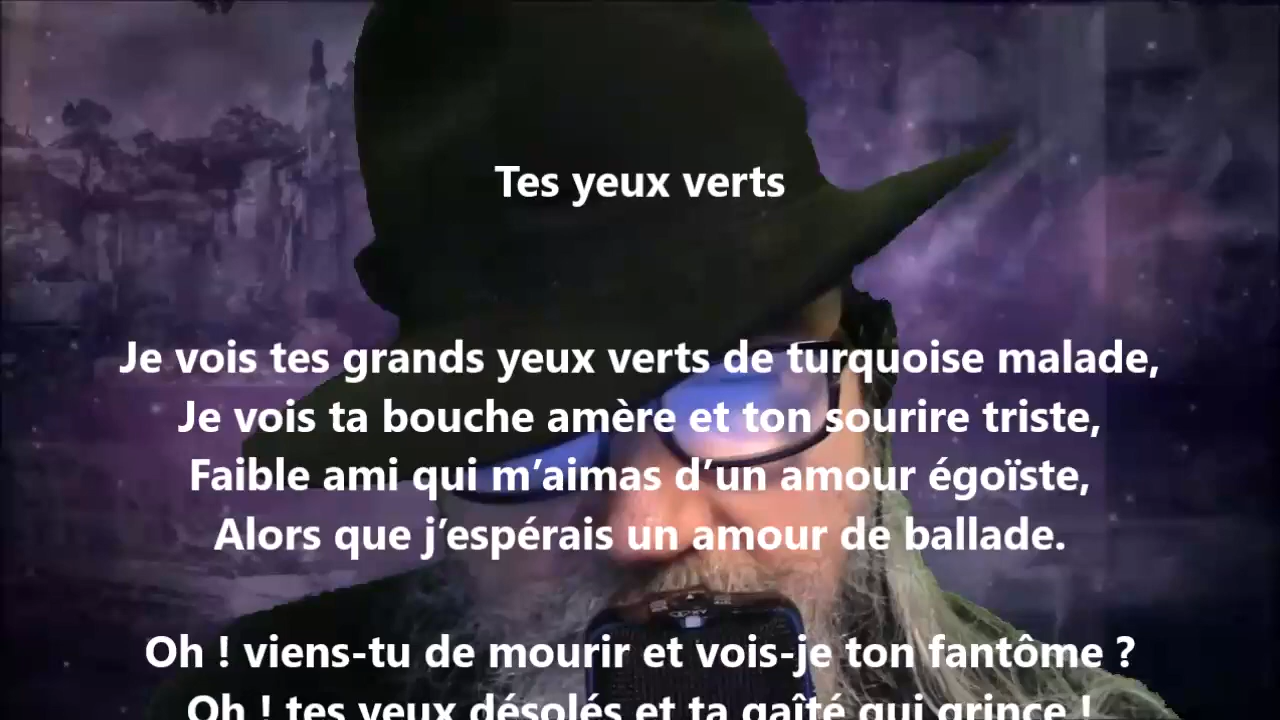 Tes yeux verts
Je vois tes grands yeux verts de turquoise malade,
Je vois ta bouche amère et ton sourire triste,
Faible ami qui m’aimas d’un amour égoïste,
Alors que j’espérais un amour de ballade.
Oh ! viens-tu de mourir et vois-je ton fantôme ?
Oh ! tes yeux désolés et ta gaîté qui grince !